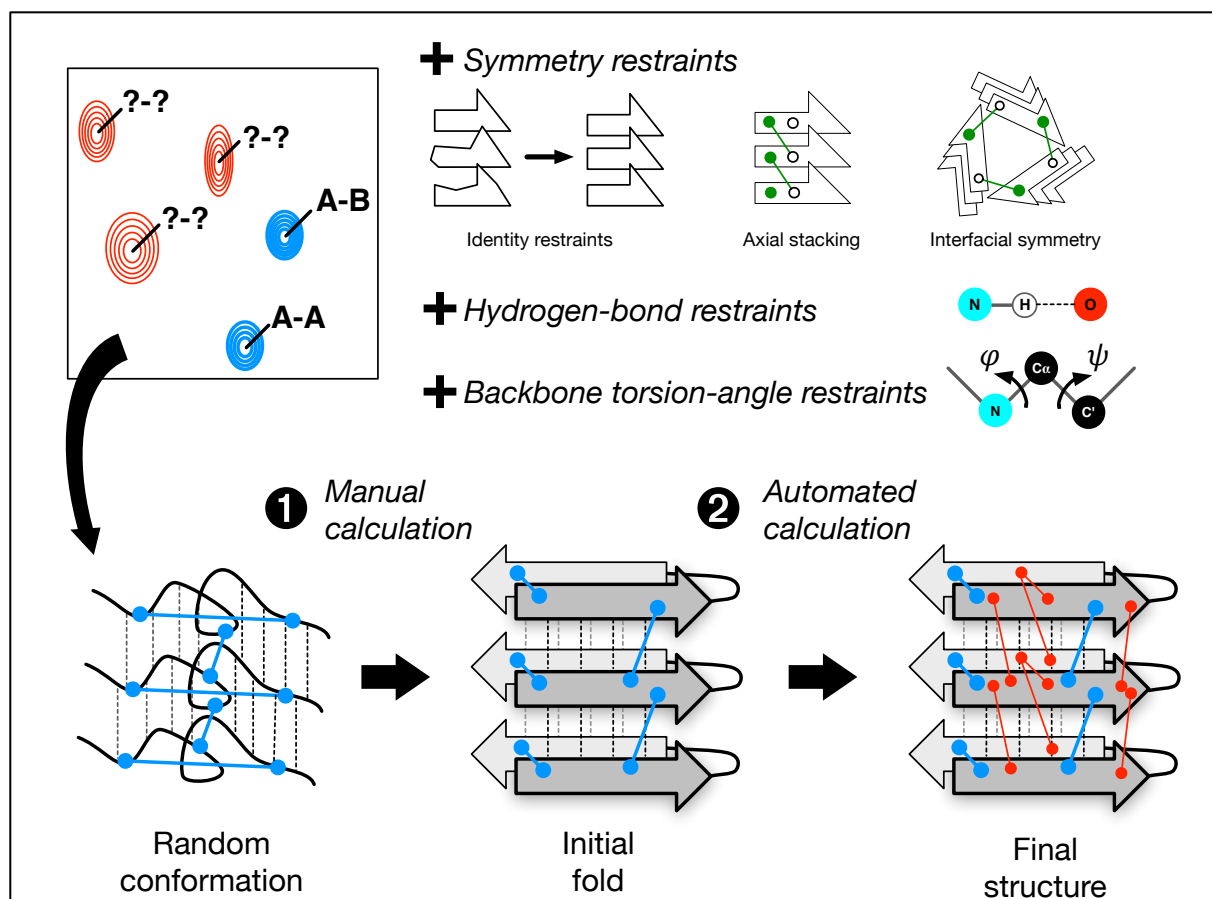 ?-?
?-?
?-?
A-B
A-A
+ Symmetry restraints
Identity restraints
Axial stacking
Interfacial symmetry
+ Hydrogen-bond restraints
N H O
+ Backbone torsion-angle restraints
φ ψ
Cα
N C'
1 Manual
calculation
2 Automated
calculation
Random
conformation
Initial
fold
Final
structure